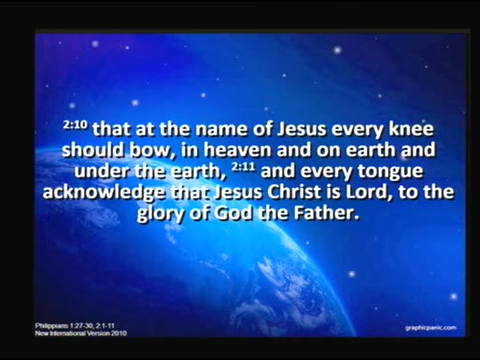 2:10 that at the name of Jesus every knee
should bow, in heaven and on earth and
under the earth, 2:11 and every tongue
acknowledge that Jesus Christ is Lord, to the
glory of God the Father.
Philippians 1:27-30, 2:1-11
New International Version 2010
graphicpanic.com